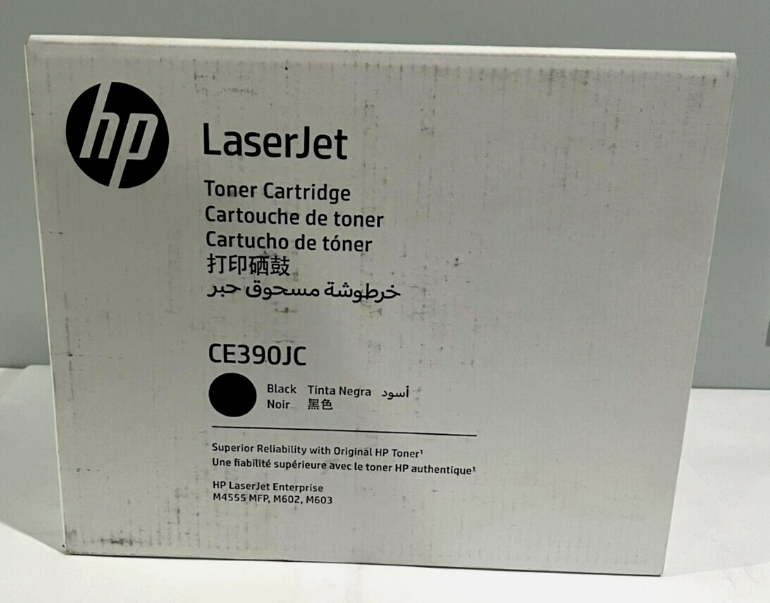 hp
LaserJet
Toner Cartridge
Cartouche de toner
Cartucho de tóner
打印硒鼓
خرطوشة مسحوق حبر
CE390JC
Black Tinta Negra أسود
Noir 黑色
Superior Reliability with Original HP Toner¹
Une fiabilité supérieure avec le toner HP authentique¹
HP LaserJet Enterprise
M4555 MFP, M602, M603